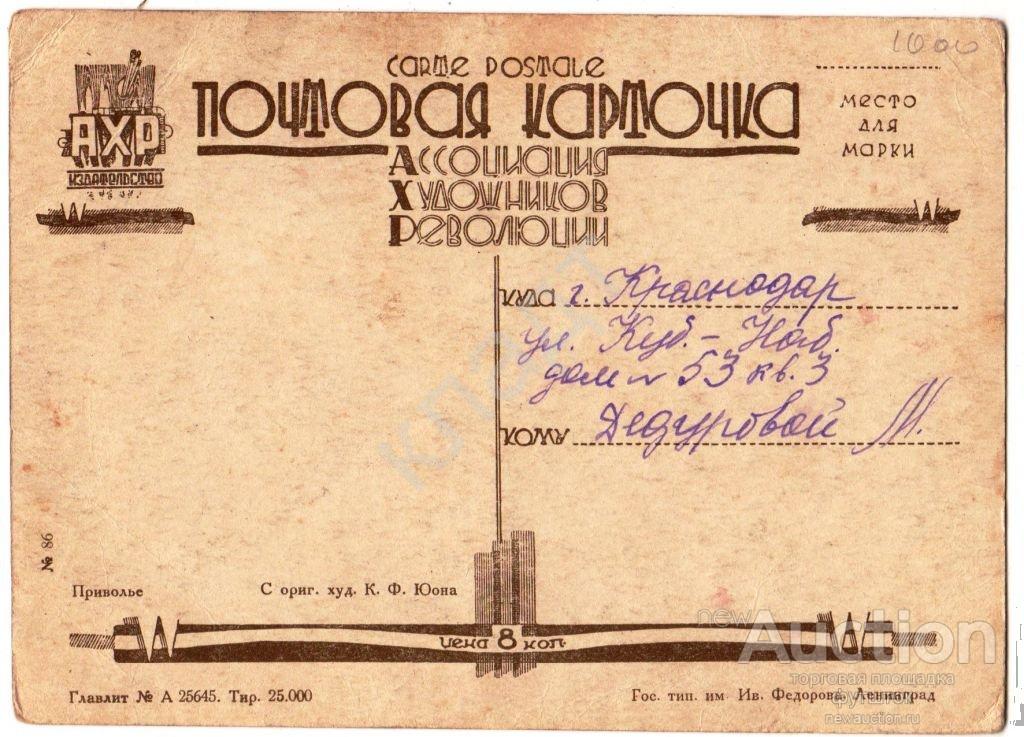 1000
CARTE POSTALE
ПОЧТОВАЯ КАРТОЧКА
АХР
ИЗДАТЕЛЬСТВО
АССОЦИАЦИЯ
ХУДОЖНИКОВ
РЕВОЛЮЦИИ
МЕСТО
ДЛЯ
МАРКИ
КУДА г. Краснодар
ул. Куб.- Наб.
дом № 53 кв. 3
КОМУ Дедуровой М.
№ 86
Приволье
С ориг. худ. К. Ф. Юона
ЦЕНА 8 КОП.
Главлит № А 25645. Тир. 25.000
Гос. тип. им Ив. Федорова, Ленинград
newAuction
торговая площадка
фугаток
newauction.ru